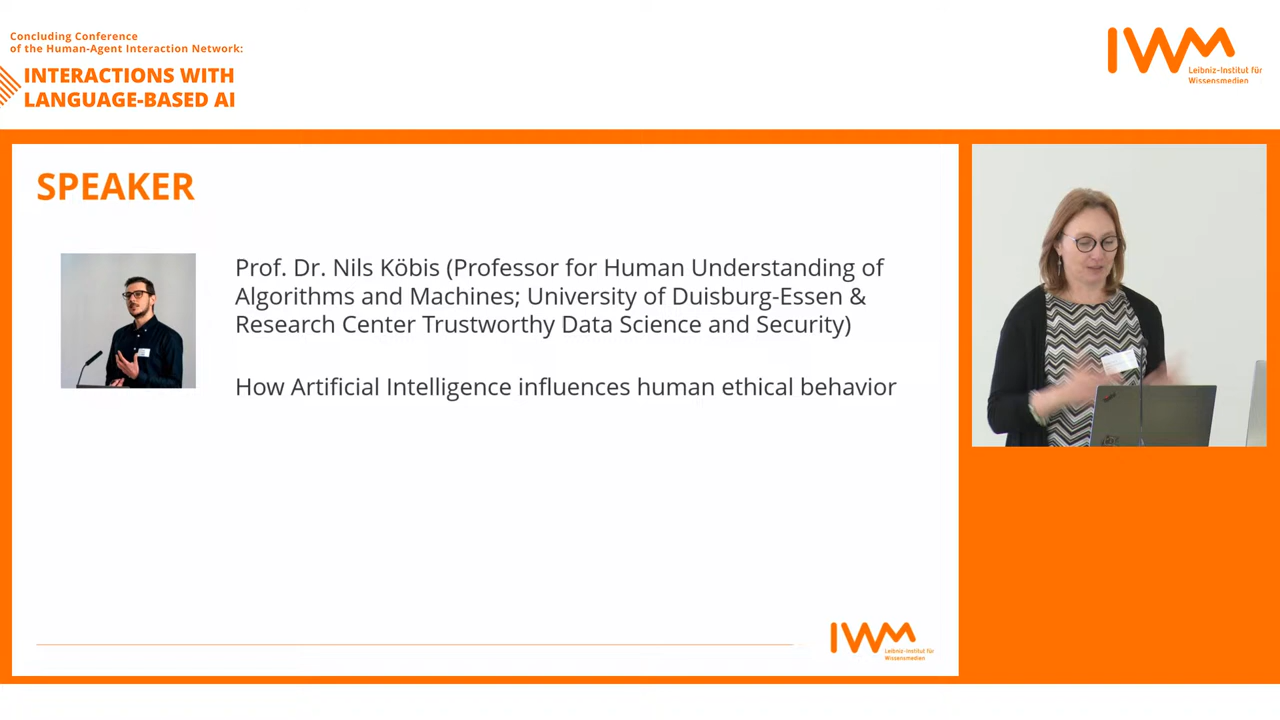 Concluding Conference
of the Human-Agent Interaction Network:
INTERACTIONS WITH
LANGUAGE-BASED AI
IWM
Leibniz-Institut für
Wissensmedien
SPEAKER
Prof. Dr. Nils Köbis (Professor for Human Understanding of
Algorithms and Machines; University of Duisburg-Essen &
Research Center Trustworthy Data Science and Security)
How Artificial Intelligence influences human ethical behavior
IWM
Leibniz-Institut für
Wissensmedien